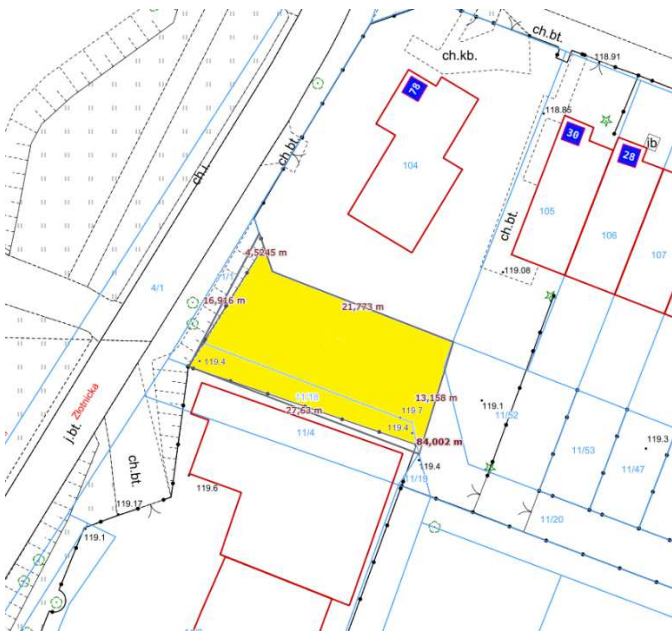 118.91
ch.bt.
ch.kb.
78
118.85
30
28
ib
104
ch.bt.
ch.i.
105
106
107
ch.bt.
4,5245 m
119.08
4/1
16,916 m
21,773 m
119.4
Złotnicka
13,158 m
119.1
11/18
27,63 m
119.7
11/52
j.bt.
11/4
119.4
84,002 m
11/53
119.3
11/47
ch.bt.
119.4
119.6
11/19
119.17
11/20
119.1